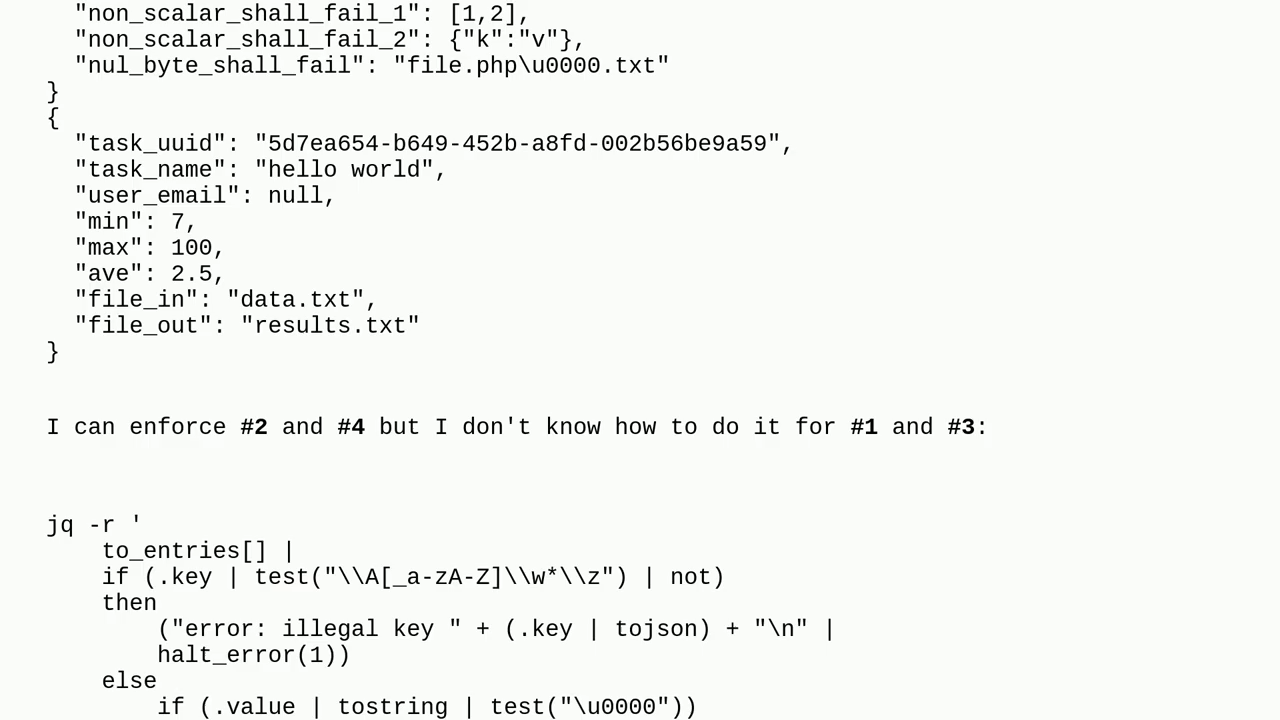 "non_scalar_shall_fail_1": [1,2],
"non_scalar_shall_fail_2": {"k":"v"},
"nul_byte_shall_fail": "file.php\u0000.txt"
}
{
"task_uuid": "5d7ea654-b649-452b-a8fd-002b56be9a59",
"task_name": "hello world",
"user_email": null,
"min": 7,
"max": 100,
"ave": 2.5,
"file_in": "data.txt",
"file_out": "results.txt"
}
I can enforce #2 and #4 but I don't know how to do it for #1 and #3:
jq -r '
to_entries[] |
if (.key | test("\\A[_a-zA-Z]\\w*\\z") | not)
then
("error: illegal key " + (.key | tojson) + "\n" |
halt_error(1))
else
if (.value | tostring | test("\u0000"))